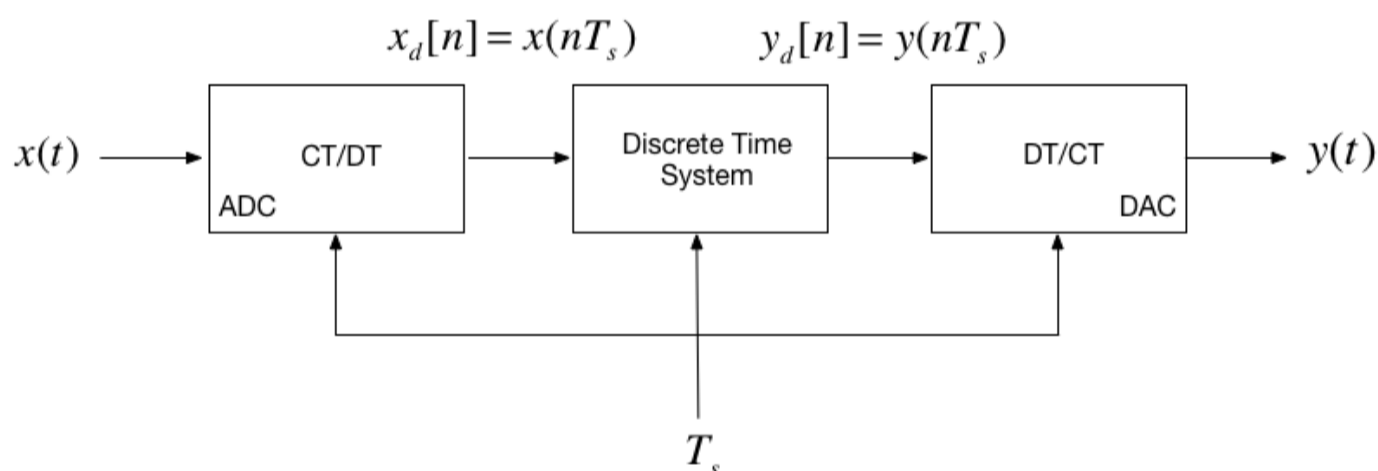 x_d[n] = x(nT_s)
y_d[n] = y(nT_s)
x(t)
CT/DT
ADC
Discrete Time
System
DT/CT
DAC
y(t)
T_s